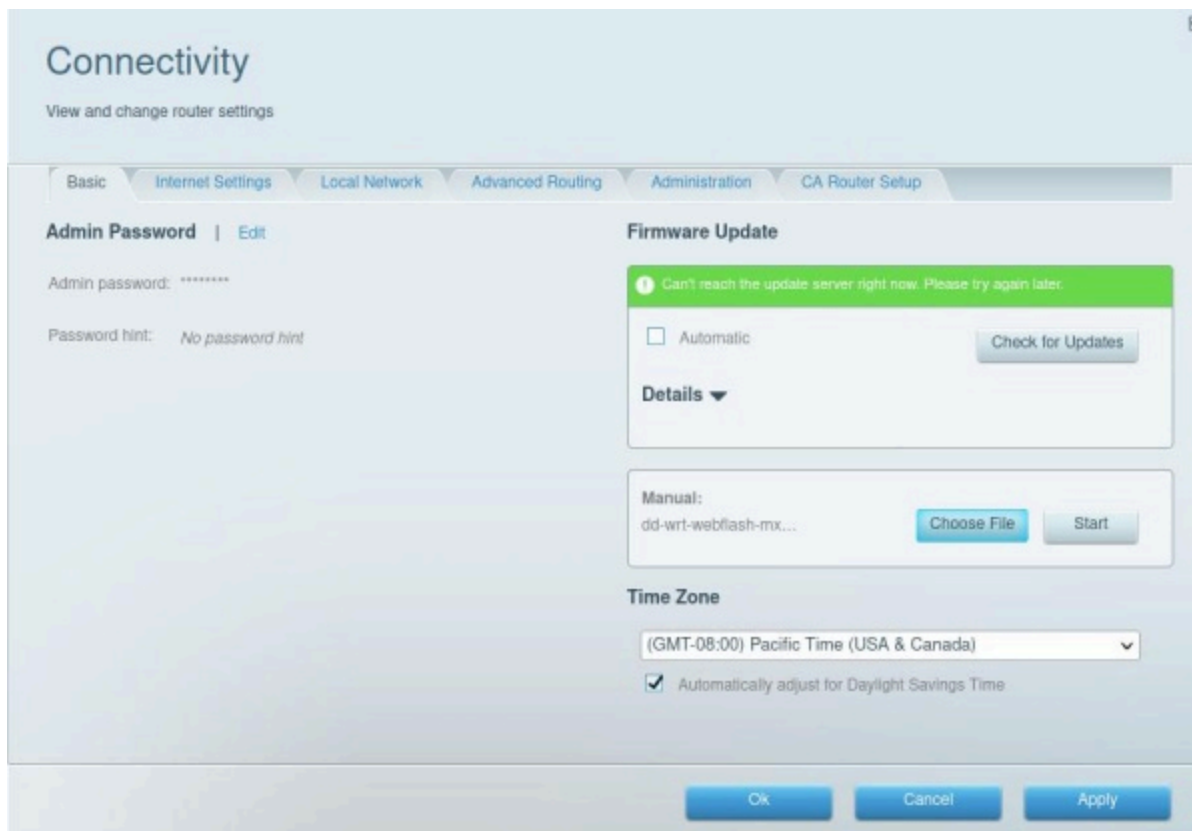 Connectivity
View and change router settings
Basic
Internet Settings
Local Network
Advanced Routing
Administration
CA Router Setup
Admin Password | Edit
Admin password: ********
Password hint: No password hint
Firmware Update
Can't reach the update server right now. Please try again later.
Automatic
Check for Updates
Details
Manual:
dd-wrt-webflash-mx...
Choose File
Start
Time Zone
(GMT-08:00) Pacific Time (USA & Canada)
Automatically adjust for Daylight Savings Time
Ok
Cancel
Apply